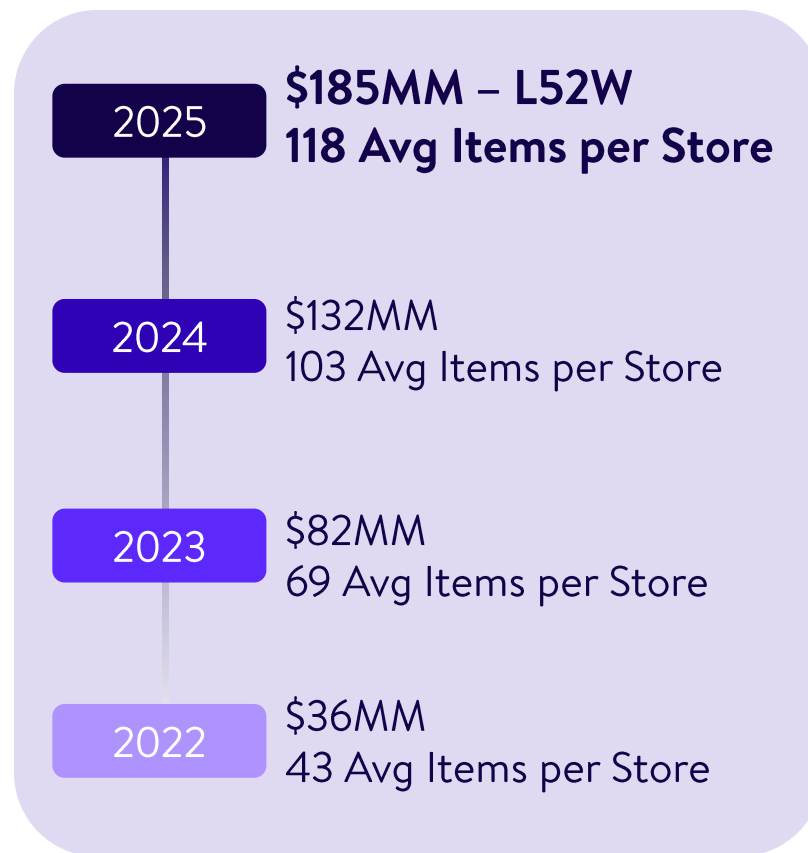 2025
$185MM – L52W
118 Avg Items per Store
2024
$132MM
103 Avg Items per Store
2023
$82MM
69 Avg Items per Store
2022
$36MM
43 Avg Items per Store